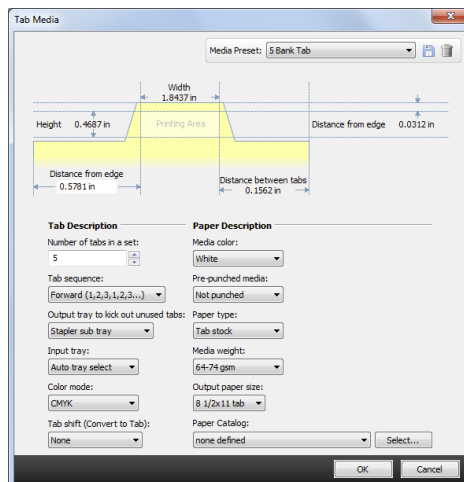 Tab Media
Media Preset: 5 Bank Tab
Width
1.8437 in
Height 0.4687 in
Printing Area
Distance from edge 0.0312 in
Distance from edge
0.5781 in
Distance between tabs
0.1562 in
Tab Description
Paper Description
Number of tabs in a set:
5
Media color:
White
Tab sequence:
Forward (1,2,3,1,2,3...)
Pre-punched media:
Not punched
Output tray to kick out unused tabs:
Stapler sub tray
Paper type:
Tab stock
Input tray:
Auto tray select
Media weight:
64-74 gsm
Color mode:
CMYK
Output paper size:
8 1/2x11 tab
Tab shift (Convert to Tab):
None
Paper Catalog:
none defined
Select...
OK
Cancel